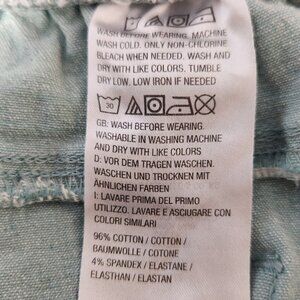 WASH BEFORE WEARING. MACHINE
WASH COLD. ONLY NON-CHLORINE
BLEACH WHEN NEEDED. WASH AND
DRY WITH LIKE COLORS. TUMBLE
DRY LOW. LOW IRON IF NEEDED
30
GB: WASH BEFORE WEARING.
WASHABLE IN WASHING MACHINE
AND DRY WITH LIKE COLORS
D: VOR DEM TRAGEN WASCHEN.
WASCHEN UND TROCKNEN MIT
ÄHNLICHEN FARBEN
I: LAVARE PRIMA DEL PRIMO
UTILIZZO. LAVARE E ASCIUGARE CON
COLORI SIMILARI
96% COTTON / COTTON /
BAUMWOLLE / COTONE
4% SPANDEX / ELASTANE /
ELASTHAN / ELASTAN